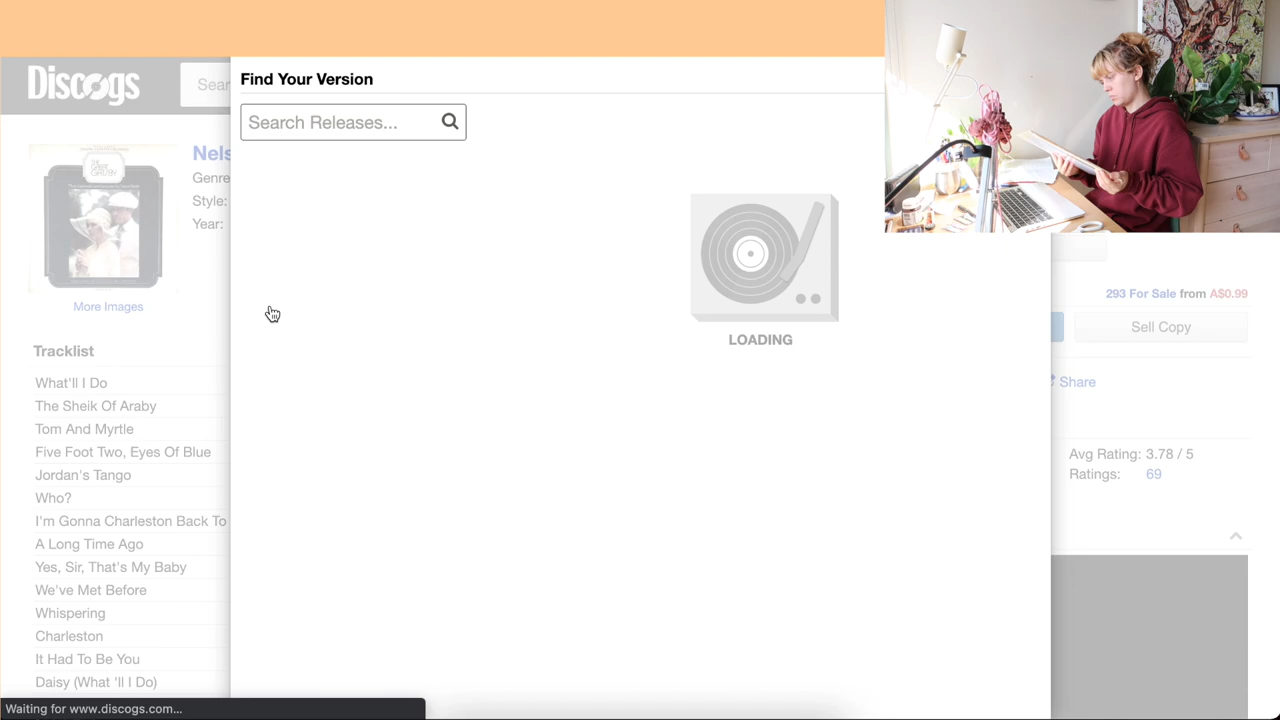 Discogs
Sear
Find Your Version
Search Releases...
THE GREAT GATSBY
Nels
Genre
Style:
Year:
More Images
LOADING
293 For Sale from A$0.99
Sell Copy
Share
Tracklist
What'll I Do
The Sheik Of Araby
Tom And Myrtle
Five Foot Two, Eyes Of Blue
Jordan's Tango
Who?
I'm Gonna Charleston Back To
A Long Time Ago
Yes, Sir, That's My Baby
We've Met Before
Whispering
Charleston
It Had To Be You
Daisy (What 'll I Do)
Avg Rating: 3.78 / 5
Ratings: 69
Waiting for www.discogs.com...